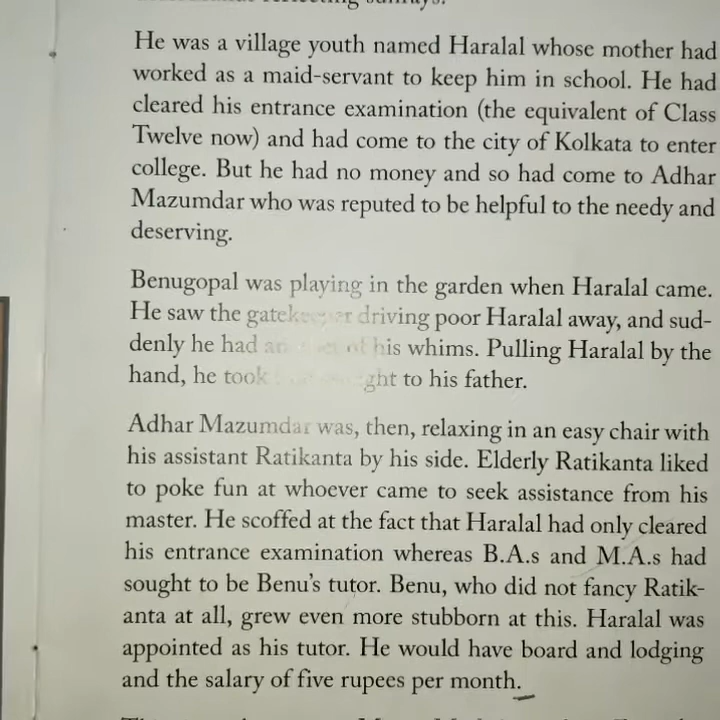 He was a village youth named Haralal whose mother had
worked as a maid-servant to keep him in school. He had
cleared his entrance examination (the equivalent of Class
Twelve now) and had come to the city of Kolkata to enter
college. But he had no money and so had come to Adhar
Mazumdar who was reputed to be helpful to the needy and
deserving.
Benugopal was playing in the garden when Haralal came.
He saw the gatekeeper driving poor Haralal away, and sud-
denly he had his whims. Pulling Haralal by the
hand, he took to his father.
Adhar Mazumdar was, then, relaxing in an easy chair with
his assistant Ratikanta by his side. Elderly Ratikanta liked
to poke fun at whoever came to seek assistance from his
master. He scoffed at the fact that Haralal had only cleared
his entrance examination whereas B.A.s and M.A.s had
sought to be Benu's tutor. Benu, who did not fancy Ratik-
anta at all, grew even more stubborn at this. Haralal was
appointed as his tutor. He would have board and lodging
and the salary of five rupees per month.